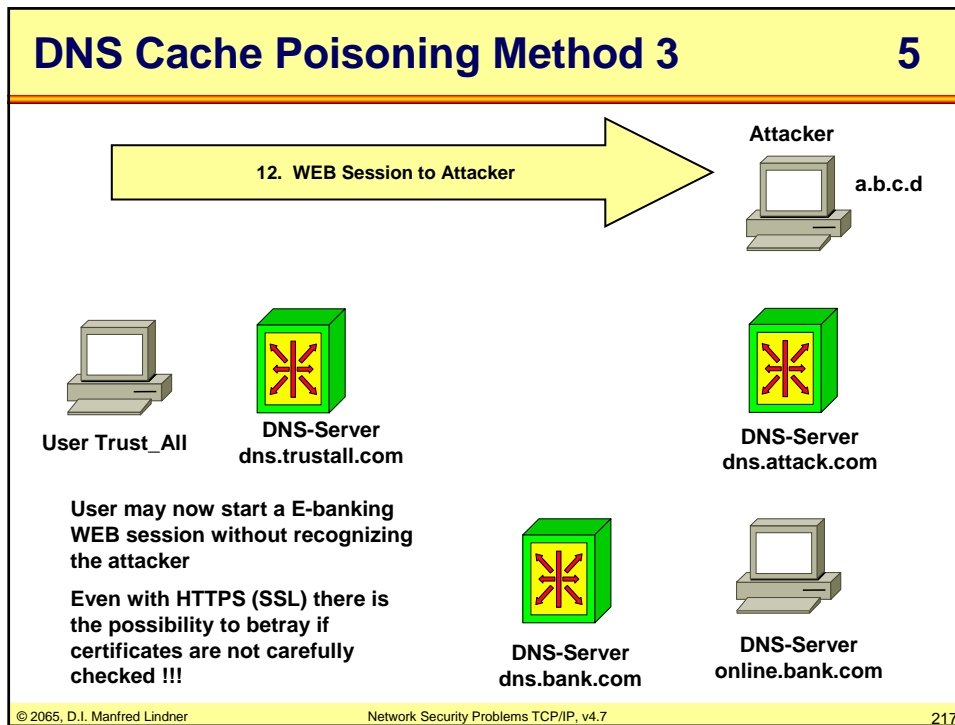 DNS Cache Poisoning Method 3 5
12. WEB Session to Attacker
Attacker
a.b.c.d
User Trust_All
DNS-Server
dns.trustall.com
DNS-Server
dns.attack.com
User may now start a E-banking
WEB session without recognizing
the attacker
Even with HTTPS (SSL) there is
the possibility to betray if
certificates are not carefully
checked !!!
DNS-Server
dns.bank.com
DNS-Server
online.bank.com
© 2065, D.I. Manfred Lindner Network Security Problems TCP/IP, v4.7 217